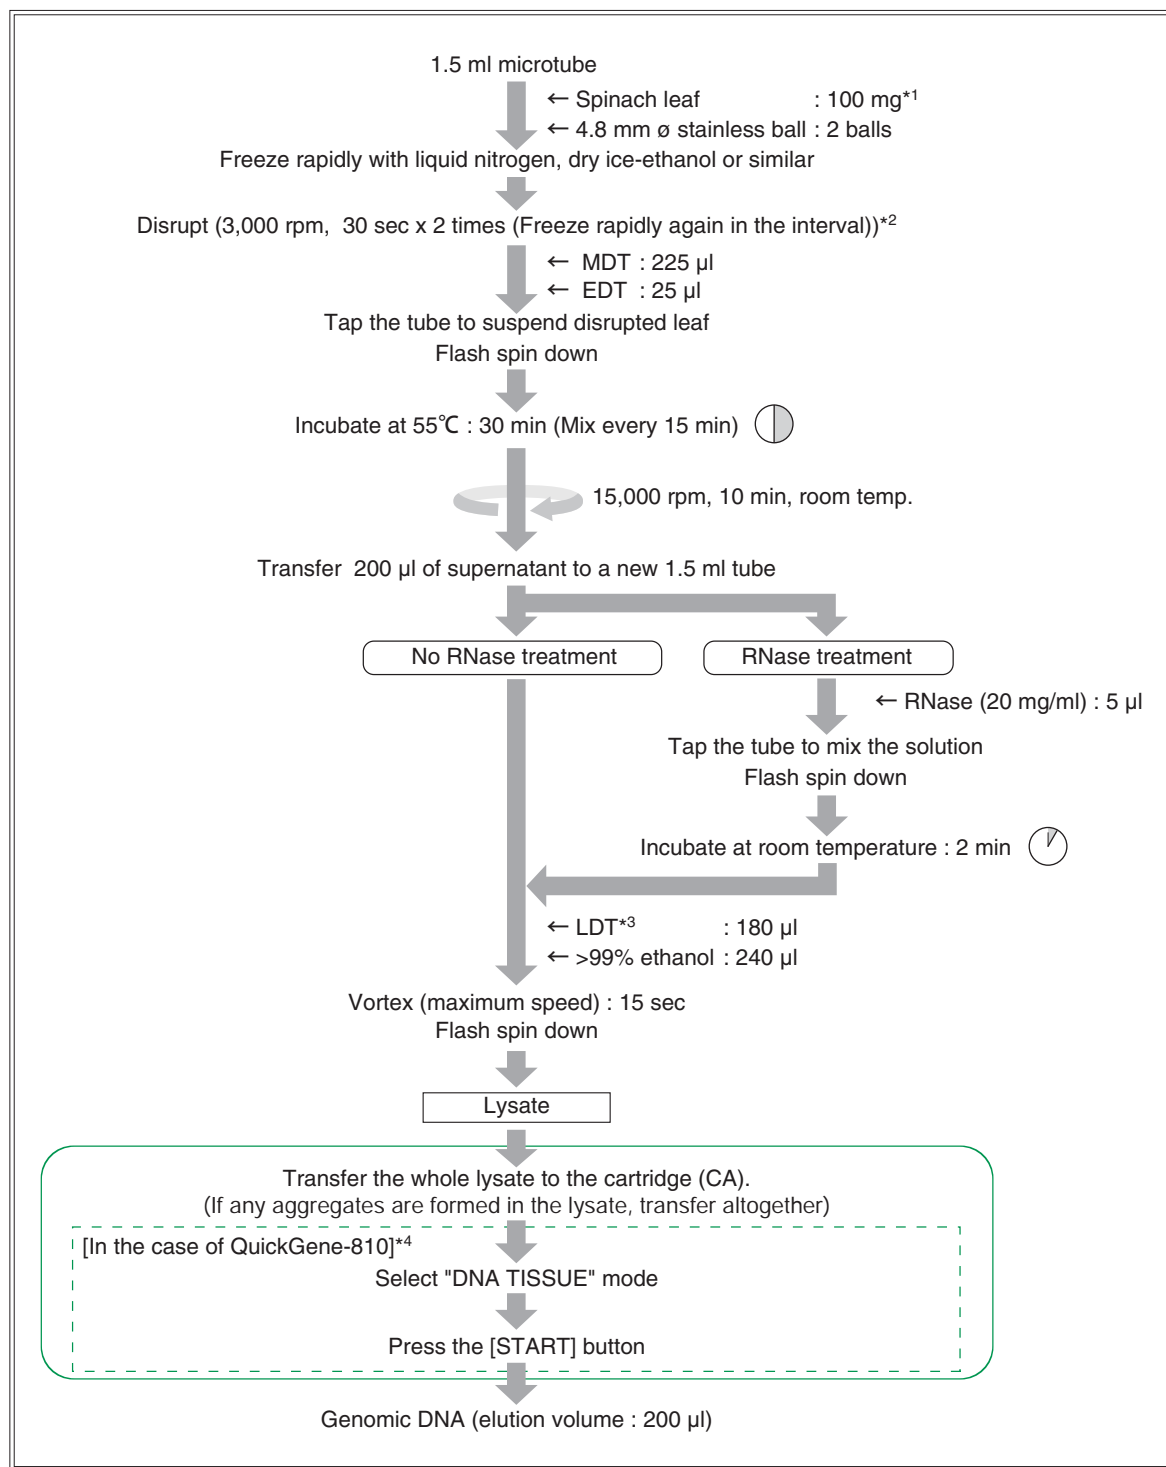 1.5 ml microtube
← Spinach leaf : 100 mg*1
← 4.8 mm ø stainless ball : 2 balls
Freeze rapidly with liquid nitrogen, dry ice-ethanol or similar
Disrupt (3,000 rpm, 30 sec x 2 times (Freeze rapidly again in the interval))*2
← MDT : 225 µl
← EDT : 25 µl
Tap the tube to suspend disrupted leaf
Flash spin down
Incubate at 55℃ : 30 min (Mix every 15 min)
15,000 rpm, 10 min, room temp.
Transfer 200 µl of supernatant to a new 1.5 ml tube
No RNase treatment
RNase treatment
← RNase (20 mg/ml) : 5 µl
Tap the tube to mix the solution
Flash spin down
Incubate at room temperature : 2 min
← LDT*3 : 180 µl
← >99% ethanol : 240 µl
Vortex (maximum speed) : 15 sec
Flash spin down
Lysate
Transfer the whole lysate to the cartridge (CA).
(If any aggregates are formed in the lysate, transfer altogether)
[In the case of QuickGene-810]*4
Select "DNA TISSUE" mode
Press the [START] button
Genomic DNA (elution volume : 200 µl)